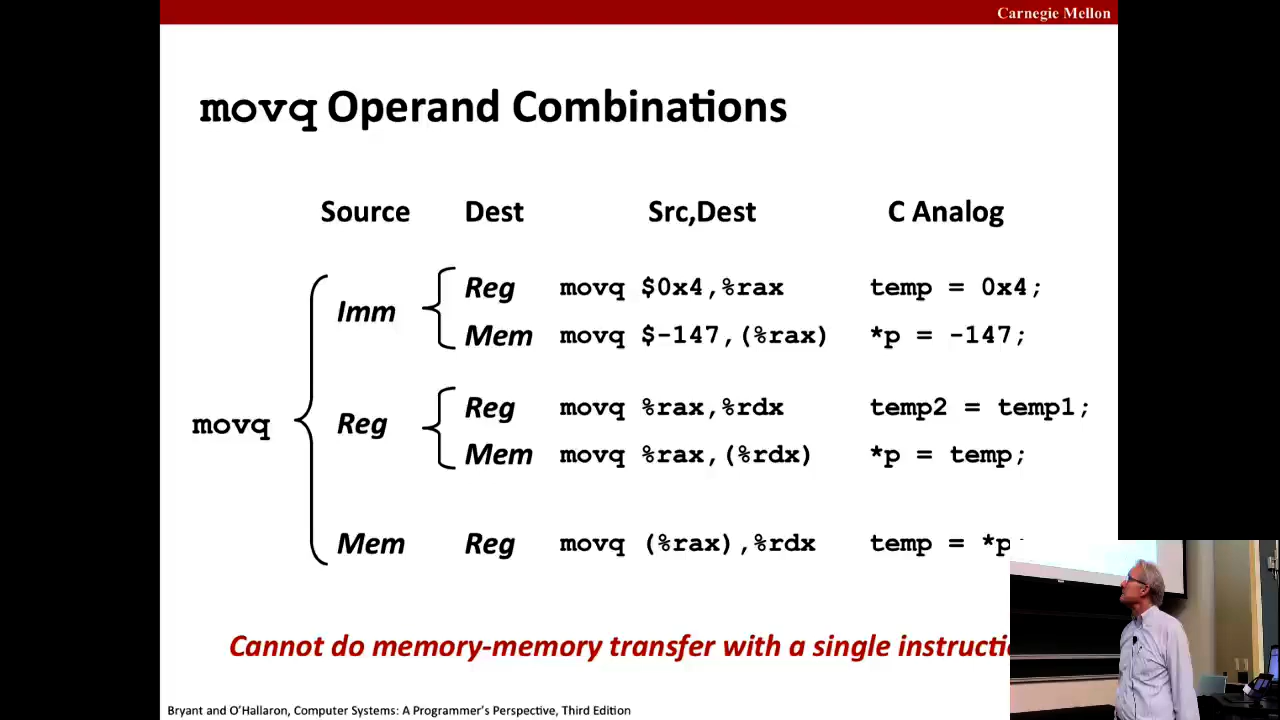 Carnegie Mellon
movq Operand Combinations
Source Dest Src,Dest C Analog
Imm Reg movq $0x4,%rax temp = 0x4;
Mem movq $-147,(%rax) *p = -147;
movq Reg Reg movq %rax,%rdx temp2 = temp1;
Mem movq %rax,(%rdx) *p = temp;
Mem Reg movq (%rax),%rdx temp = *p
Cannot do memory-memory transfer with a single
Bryant and O'Hallaron, Computer Systems: A Programmer's Perspective, Third Edition